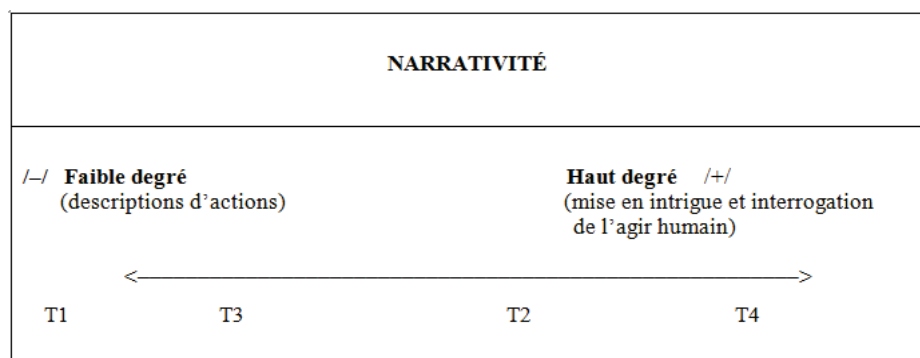 NARRATIVITÉ
/–/ Faible degré Haut degré /+/
(descriptions d’actions) (mise en intrigue et interrogation
de l’agir humain)
<————————————————————————>
T1 T3 T2 T4